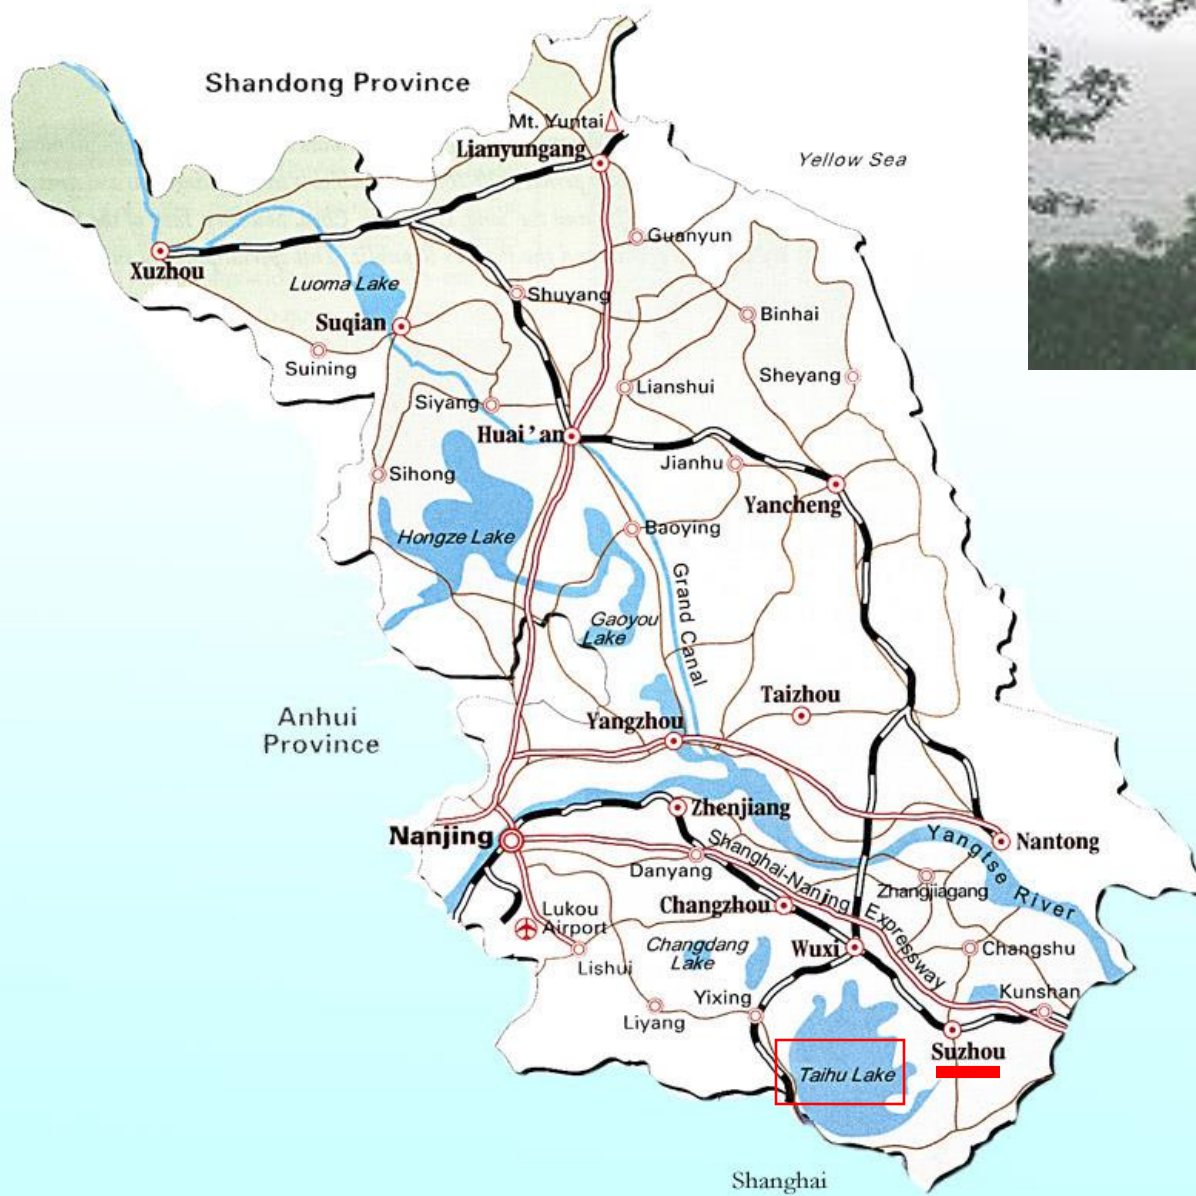 Shandong Province
Mt. Yuntai
Lianyungang
Yellow Sea
Guanyun
Xuzhou
Luoma Lake
Shuyang
Binhai
Suqian
Suining
Sheyang
Lianshui
Siyang
Huai'an
Jianhu
Sihong
Yancheng
Baoying
Hongze Lake
Grand Canal
Gaoyou
Lake
Taizhou
Anhui
Province
Yangzhou
Zhenjiang
Nanjing
Yangtse River
Nantong
Shanghai-Nanjing Expressway
Danyang
Zhangjiagang
Changzhou
Lukou
Airport
Changdang
Lake
Wuxi
Changshu
Lishui
Yixing
Kunshan
Liyang
Suzhou
Taihu Lake
Shanghai